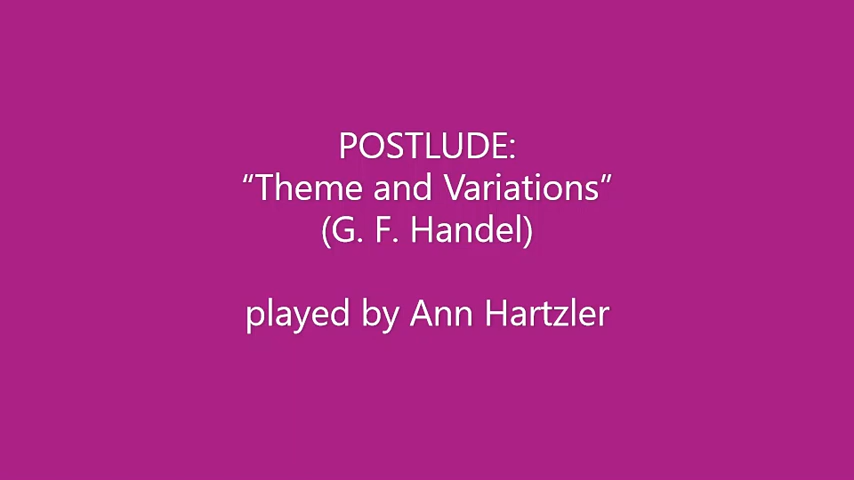 POSTLUDE:
“Theme and Variations”
(G. F. Handel)
played by Ann Hartzler